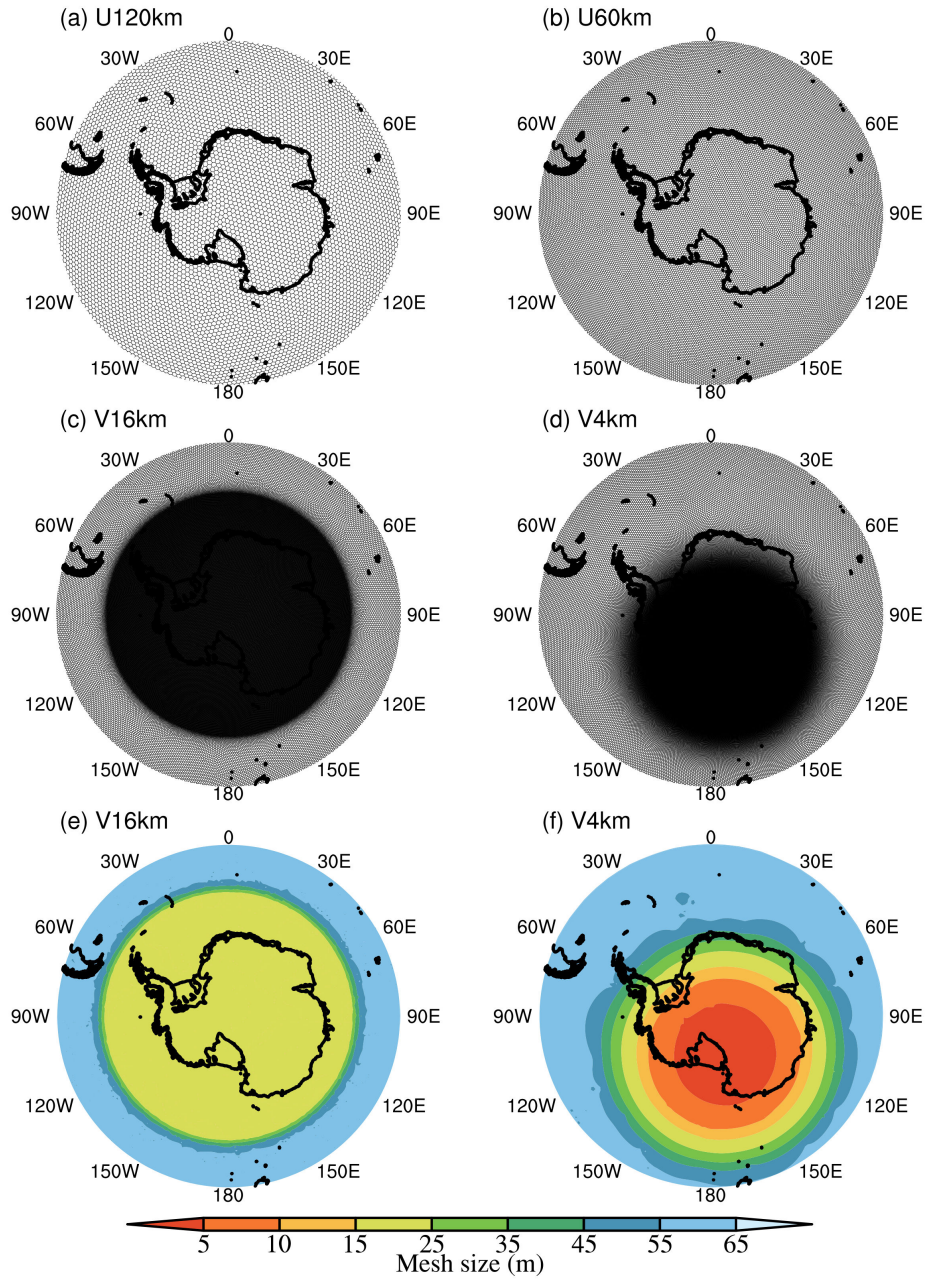 (a) U120km
(b) U60km
0
0
30W
30E
30W
30E
60W
60E
60W
60E
90W
90E
90W
90E
120W
120E
120W
120E
150W
150E
150W
150E
180
180
(c) V16km
(d) V4km
0
0
30W
30E
30W
30E
60W
60E
60W
60E
90W
90E
90W
90E
120W
120E
120W
120E
150W
150E
150W
150E
180
180
(e) V16km
(f) V4km
0
0
30W
30E
30W
30E
60W
60E
60W
60E
90W
90E
90W
90E
120W
120E
120W
120E
150W
150E
150W
150E
180
180
5 10 15 25 35 45 55 65
Mesh size (m)